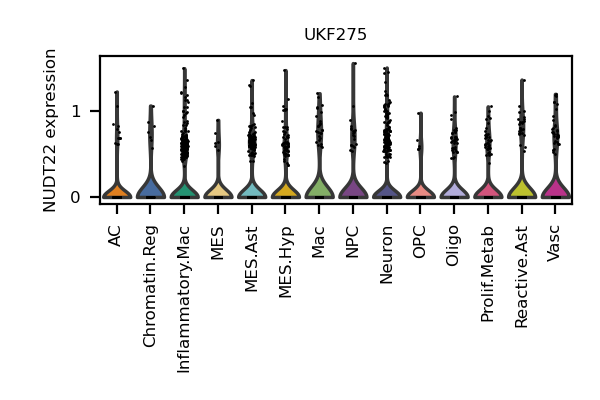 UKF275
NUDT22 expression
1
0
AC
Chromatin.Reg
Inflammatory.Mac
MES
MES.Ast
MES.Hyp
Mac
NPC
Neuron
OPC
Oligo
Prolif.Metab
Reactive.Ast
Vasc